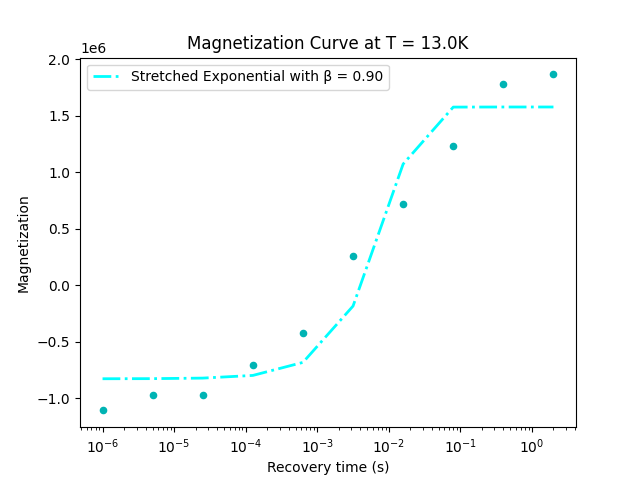 Magnetization Curve at T = 13.0K
1e6
Stretched Exponential with β = 0.90
2.0
1.5
1.0
0.5
0.0
−0.5
−1.0
Magnetization
10⁻⁶ 10⁻⁵ 10⁻⁴ 10⁻³ 10⁻² 10⁻¹ 10⁰
Recovery time (s)